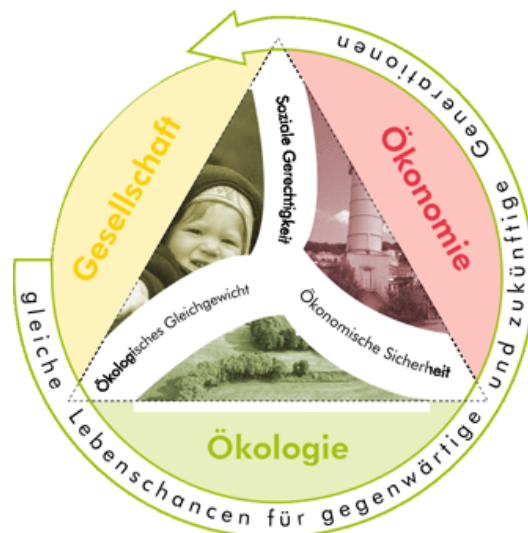 Gesellschaft
Ökonomie
Ökologie
Soziale Gerechtigkeit
Ökologisches Gleichgewicht
Ökonomische Sicherheit
gleiche Lebenschancen für gegenwärtige und zukünftige Generationen